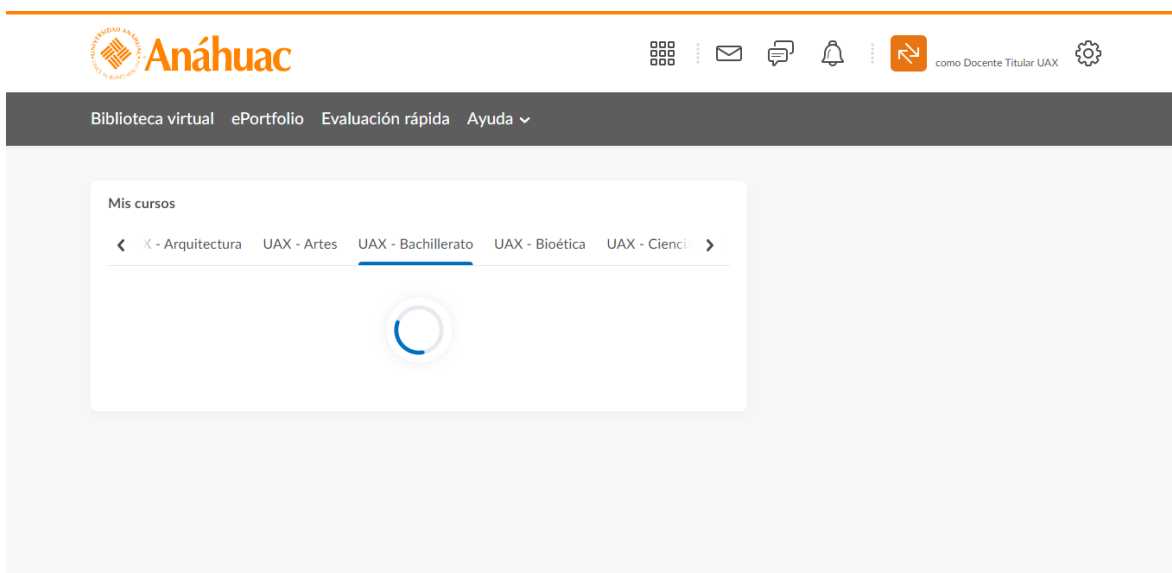 Anáhuac
como Docente Titular UAX
Biblioteca virtual ePortfolio Evaluación rápida Ayuda
Mis cursos
X - Arquitectura UAX - Artes UAX - Bachillerato UAX - Bioética UAX - Cienci